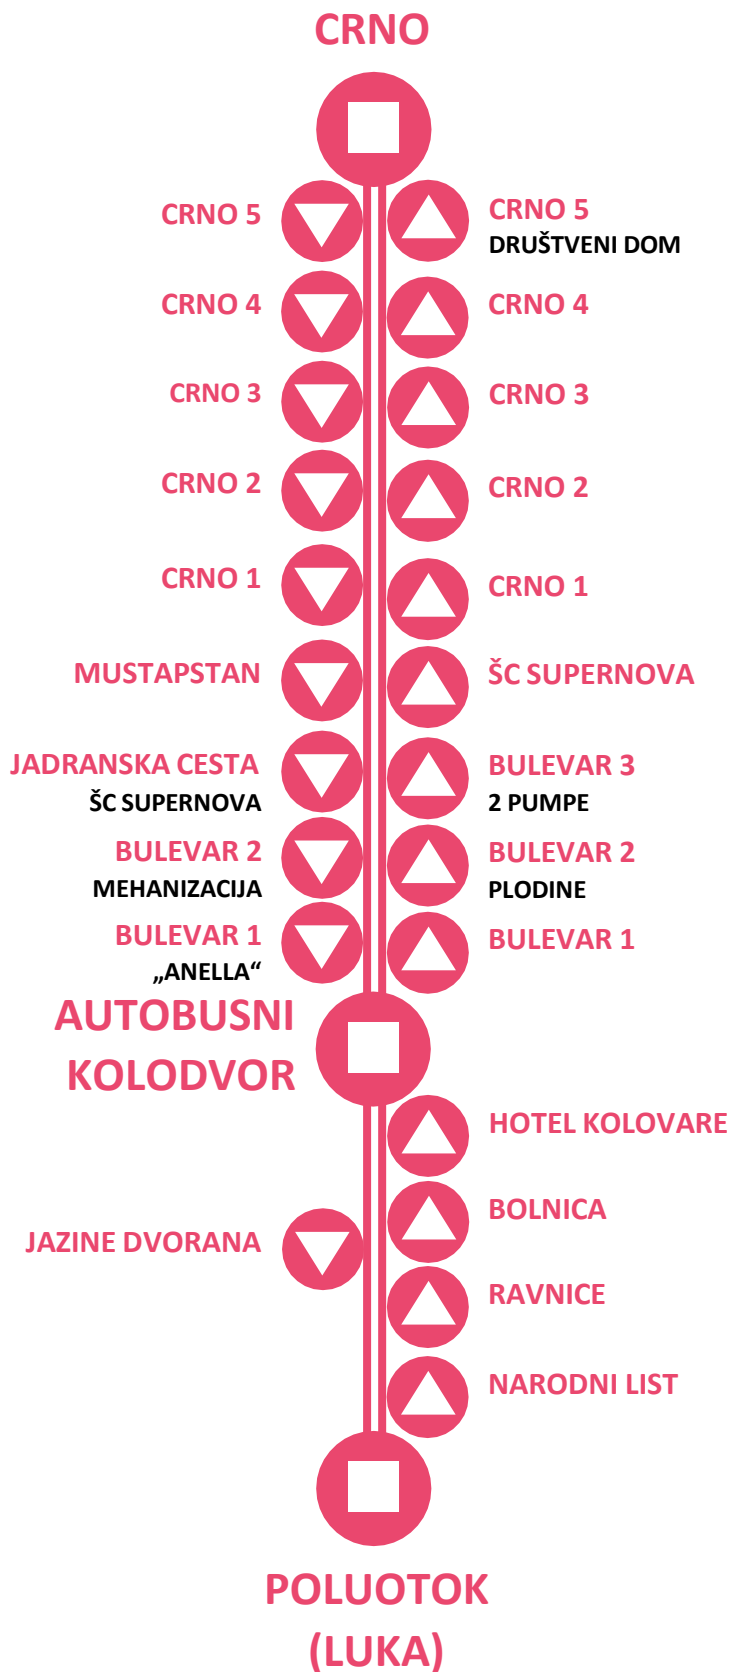 CRNO
CRNO 5
CRNO 5
DRUŠTVENI DOM
CRNO 4
CRNO 4
CRNO 3
CRNO 3
CRNO 2
CRNO 2
CRNO 1
CRNO 1
MUSTAPSTAN
ŠC SUPERNOVA
JADRANSKA CESTA
ŠC SUPERNOVA
BULEVAR 3
2 PUMPE
BULEVAR 2
MEHANIZACIJA
BULEVAR 2
PLODINE
BULEVAR 1
„ANELLA“
BULEVAR 1
AUTOBUSNI
KOLODVOR
HOTEL KOLOVARE
BOLNICA
JAZINE DVORANA
RAVNICE
NARODNI LIST
POLUOTOK
(LUKA)